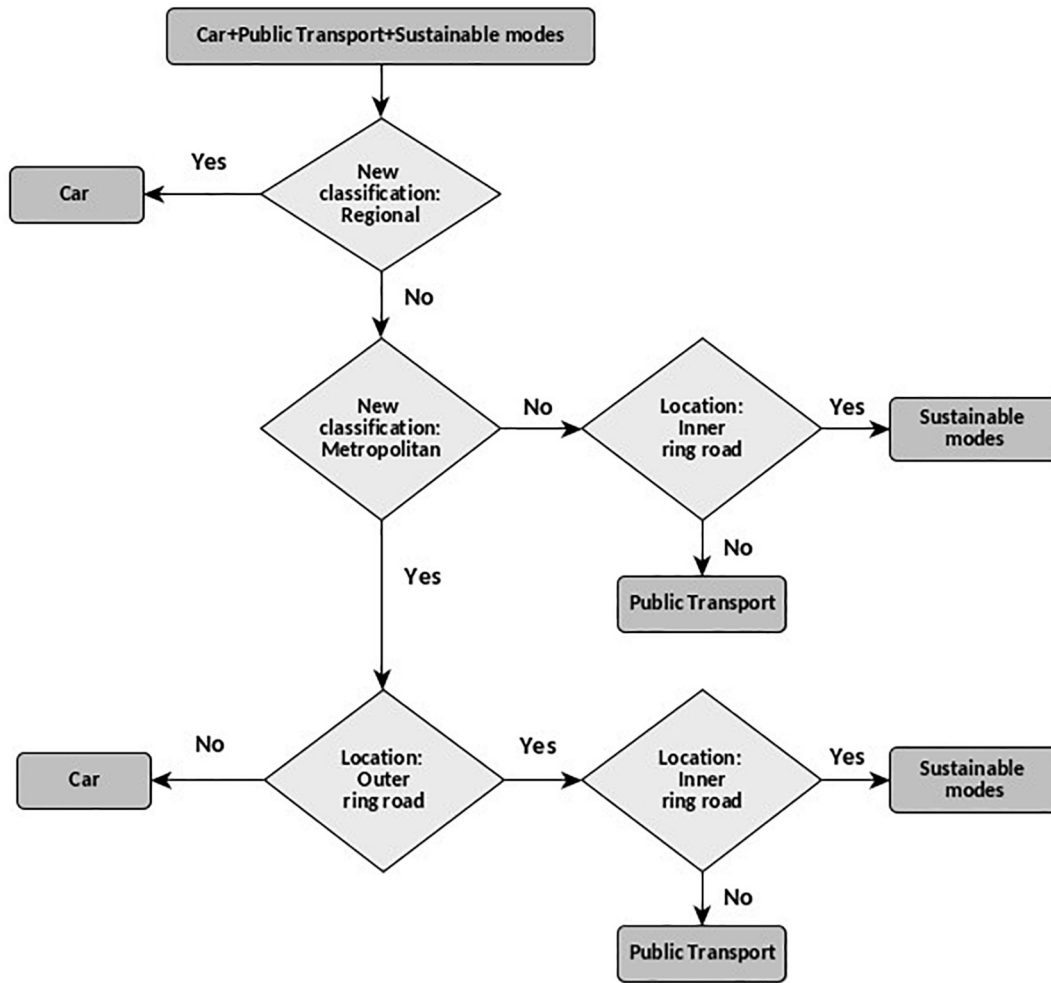 Car+Public Transport+Sustainable modes
Yes
Car
New
classification:
Regional
No
New
classification:
Metropolitan
No
Location:
Inner
ring road
Yes
Sustainable
modes
No
Public Transport
Yes
No
Car
Location:
Outer
ring road
Yes
Location:
Inner
ring road
Yes
Sustainable
modes
No
Public Transport